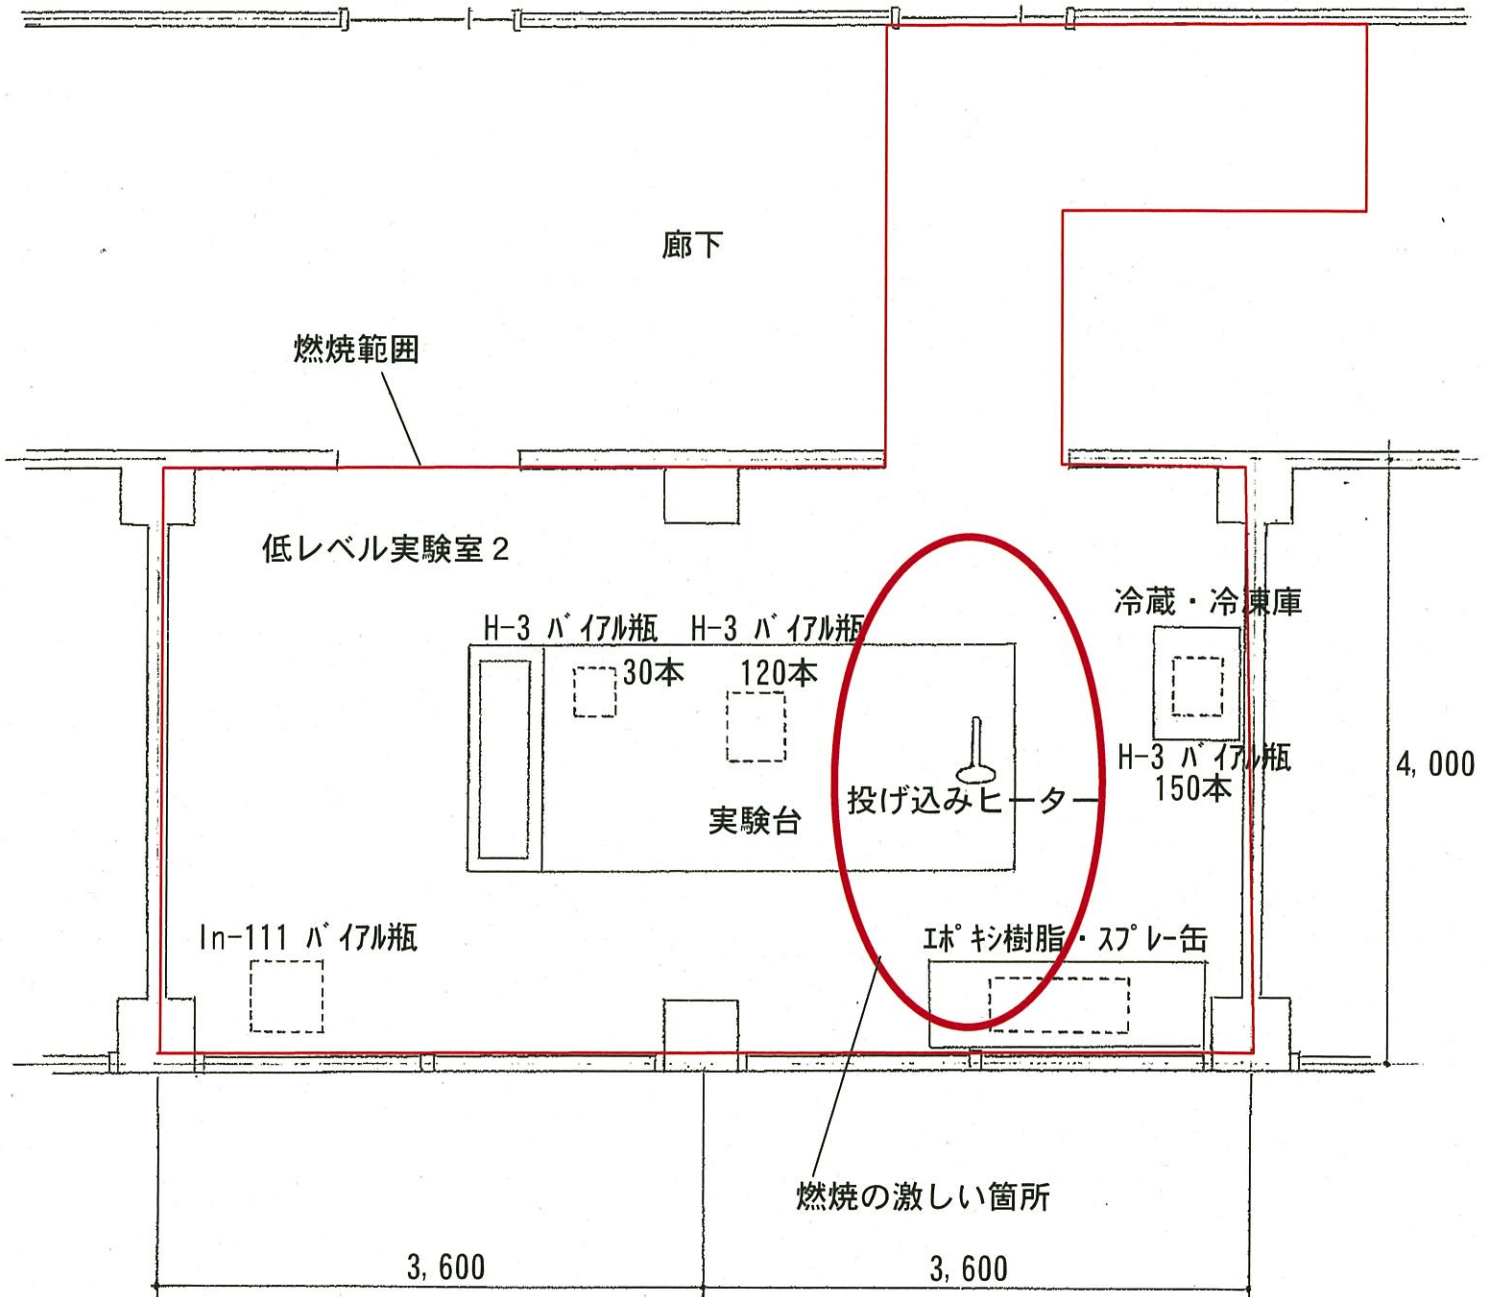 廊下
燃焼範囲
低レベル実験室2
冷蔵・冷凍庫
H-3 バイアル瓶
30本
H-3 バイアル瓶
120本
H-3 バイアル瓶
150本
4,000
投げ込みヒーター
実験台
In-111 バイアル瓶
エポキシ樹脂・スプレー缶
燃焼の激しい箇所
3,600
3,600